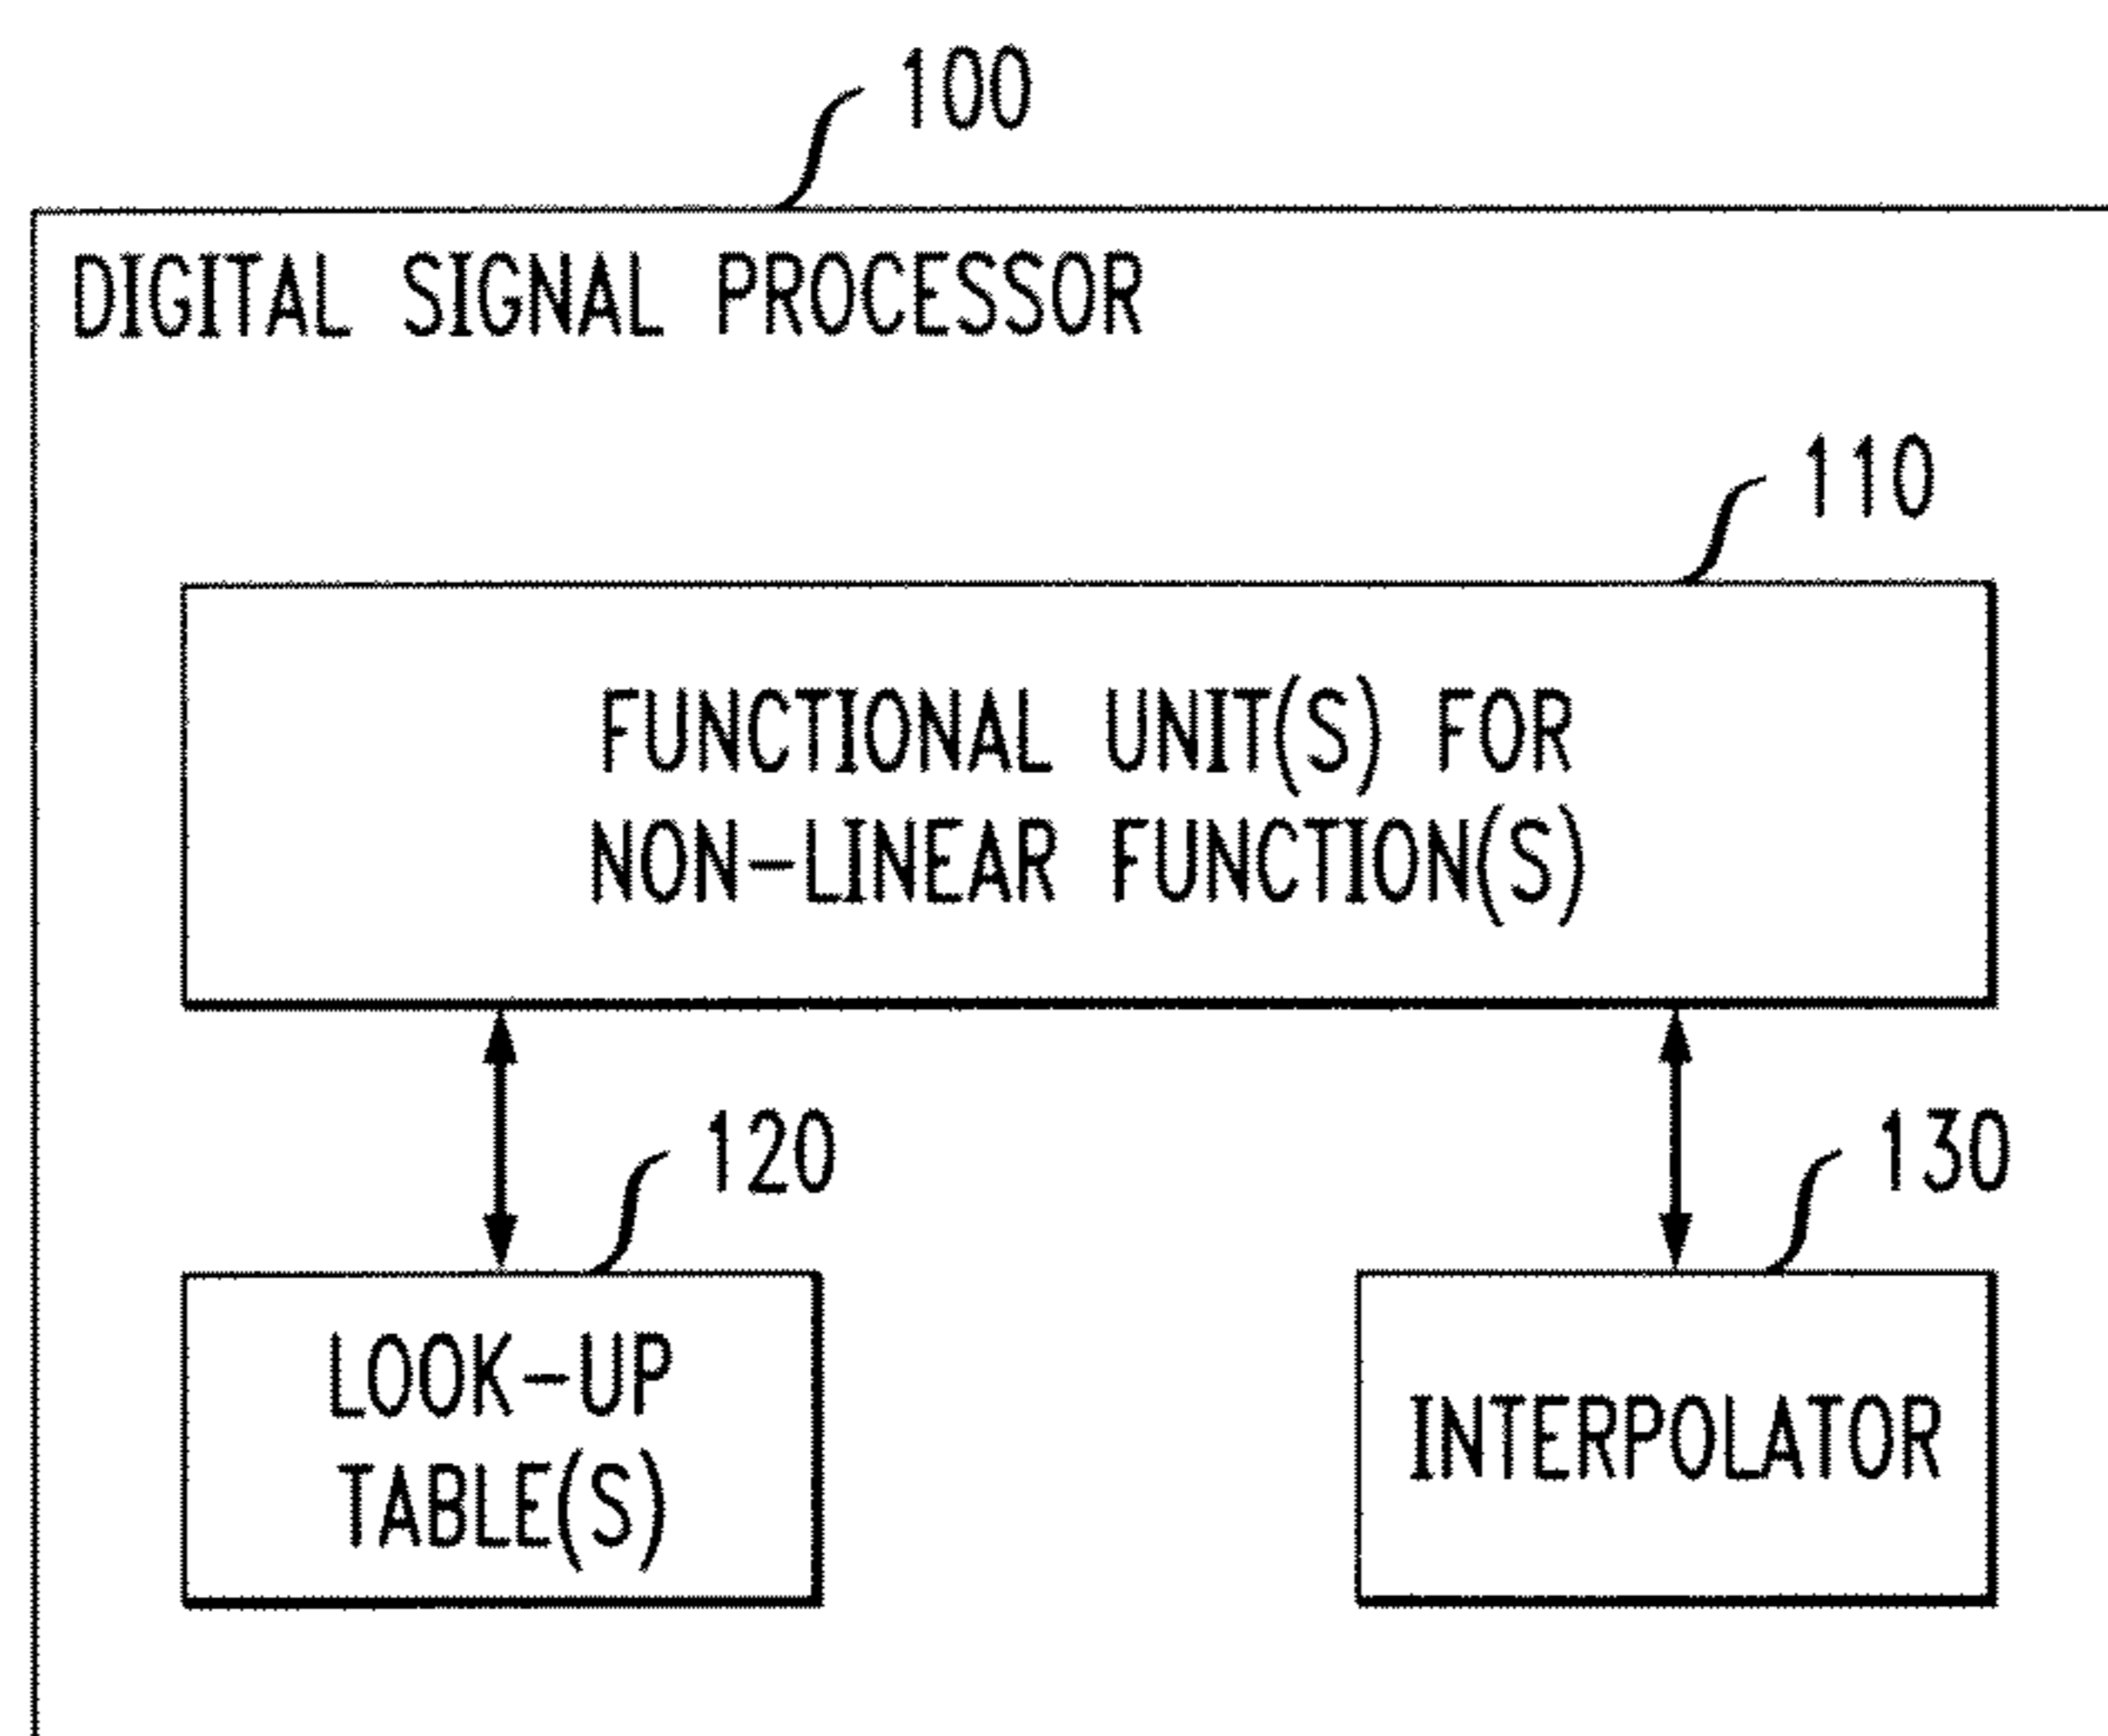 100
DIGITAL SIGNAL PROCESSOR
110
FUNCTIONAL UNIT(S) FOR
NON-LINEAR FUNCTION(S)
120
130
LOOK-UP
TABLE(S)
INTERPOLATOR